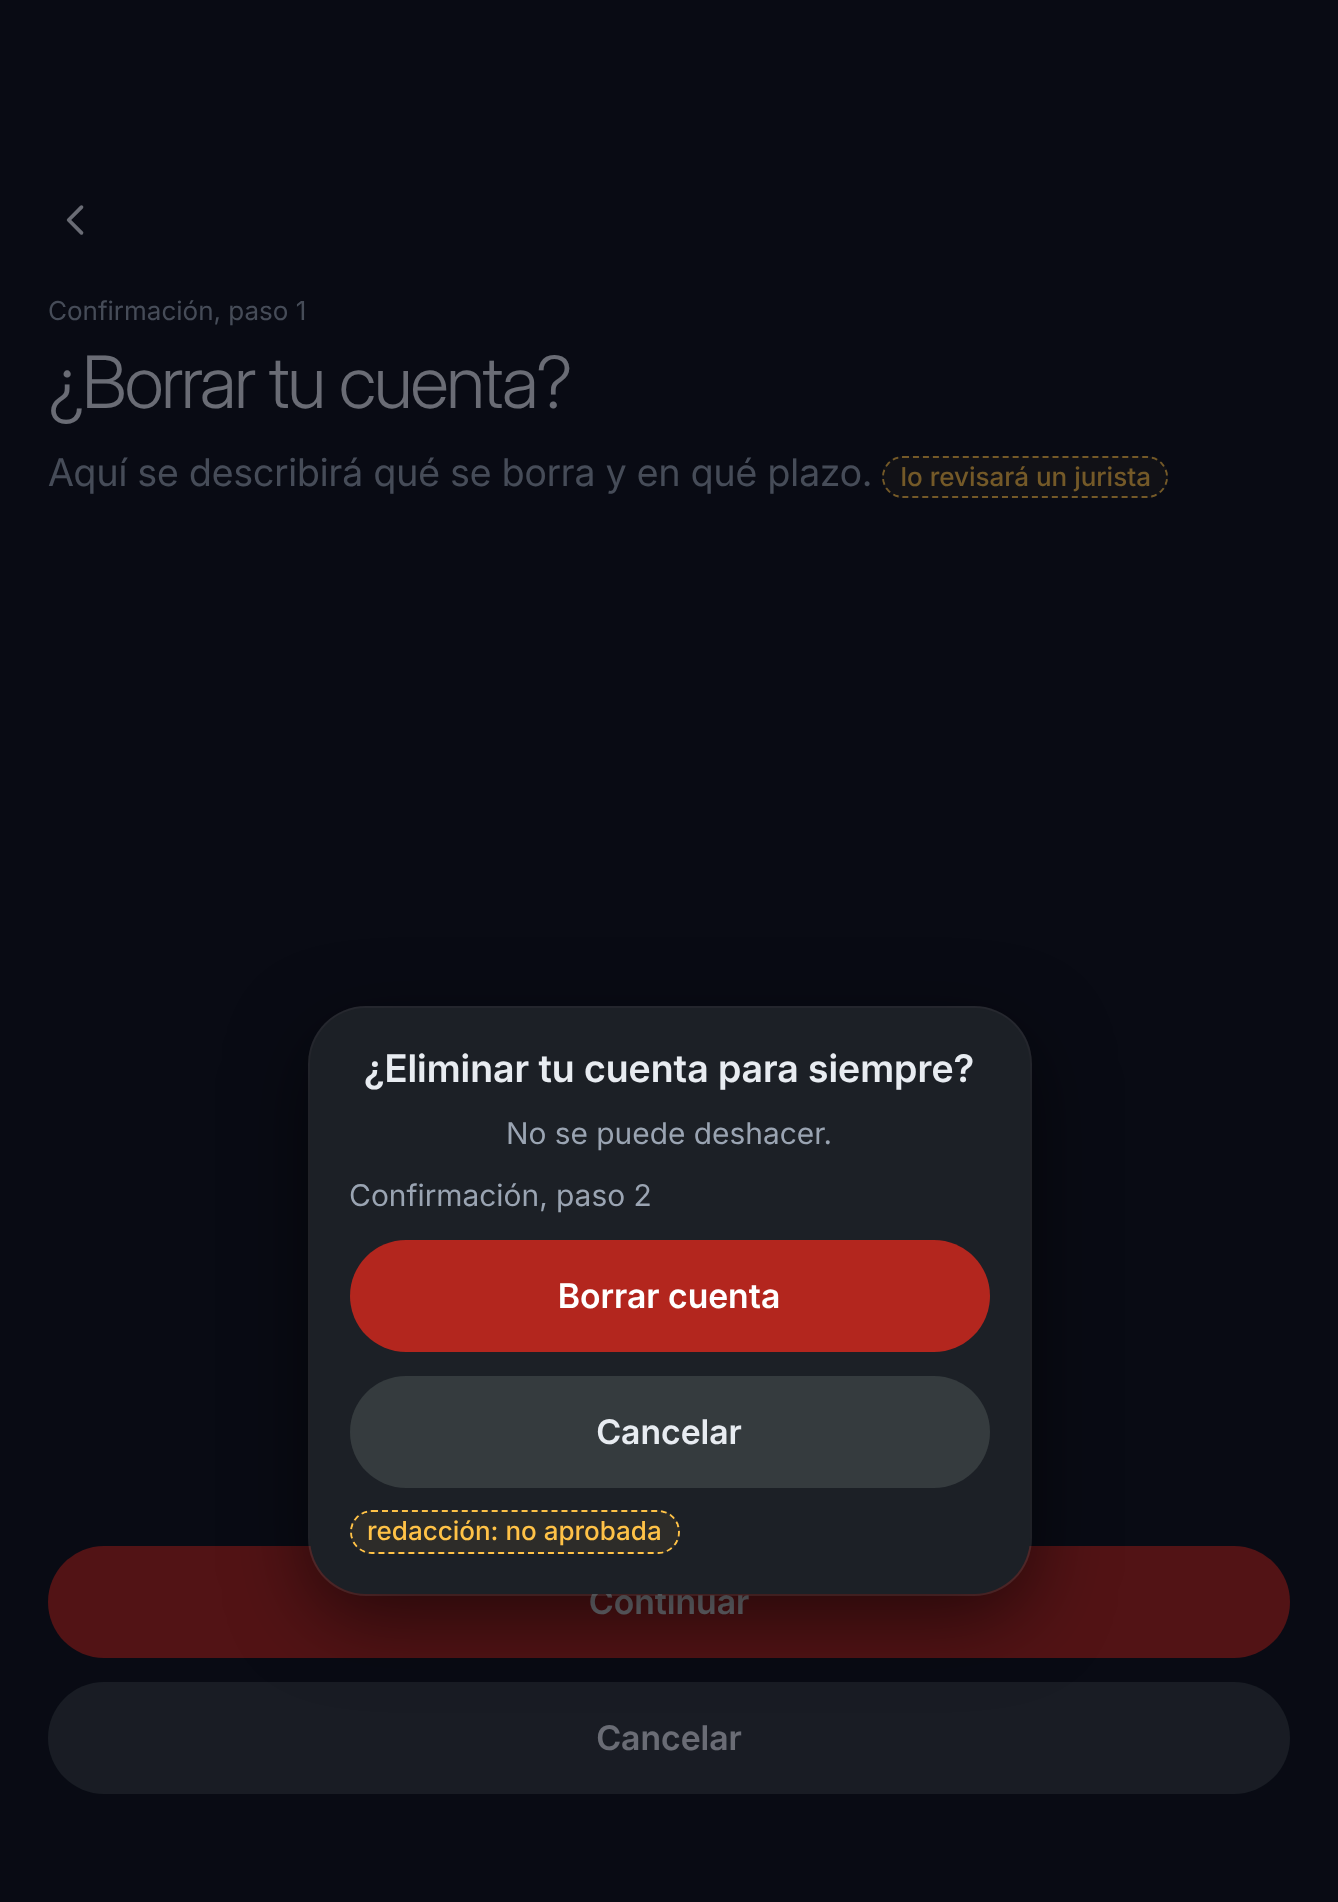 Confirmación, paso 1
¿Borrar tu cuenta?
Aquí se describirá qué se borra y en qué plazo. lo revisará un jurista
¿Eliminar tu cuenta para siempre?
No se puede deshacer.
Confirmación, paso 2
Borrar cuenta
Cancelar
redacción: no aprobada
Continuar
Cancelar